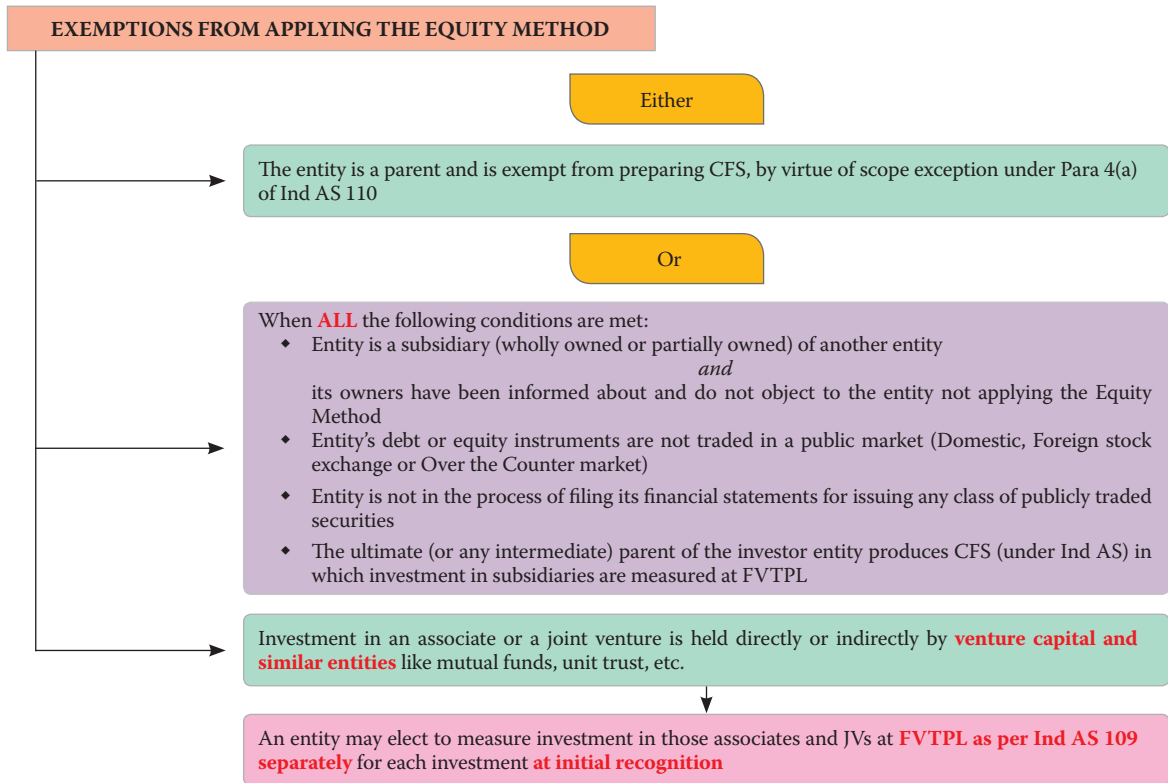 EXEMPTIONS FROM APPLYING THE EQUITY METHOD
Either
The entity is a parent and is exempt from preparing CFS, by virtue of scope exception under Para 4(a)
of Ind AS 110
Or
When ALL the following conditions are met:
◆ Entity is a subsidiary (wholly owned or partially owned) of another entity
and
its owners have been informed about and do not object to the entity not applying the Equity
Method
◆ Entity's debt or equity instruments are not traded in a public market (Domestic, Foreign stock
exchange or Over the Counter market)
◆ Entity is not in the process of filing its financial statements for issuing any class of publicly traded
securities
◆ The ultimate (or any intermediate) parent of the investor entity produces CFS (under Ind AS) in
which investment in subsidiaries are measured at FVTPL
Investment in an associate or a joint venture is held directly or indirectly by venture capital and
similar entities like mutual funds, unit trust, etc.
An entity may elect to measure investment in those associates and JVs at FVTPL as per Ind AS 109
separately for each investment at initial recognition